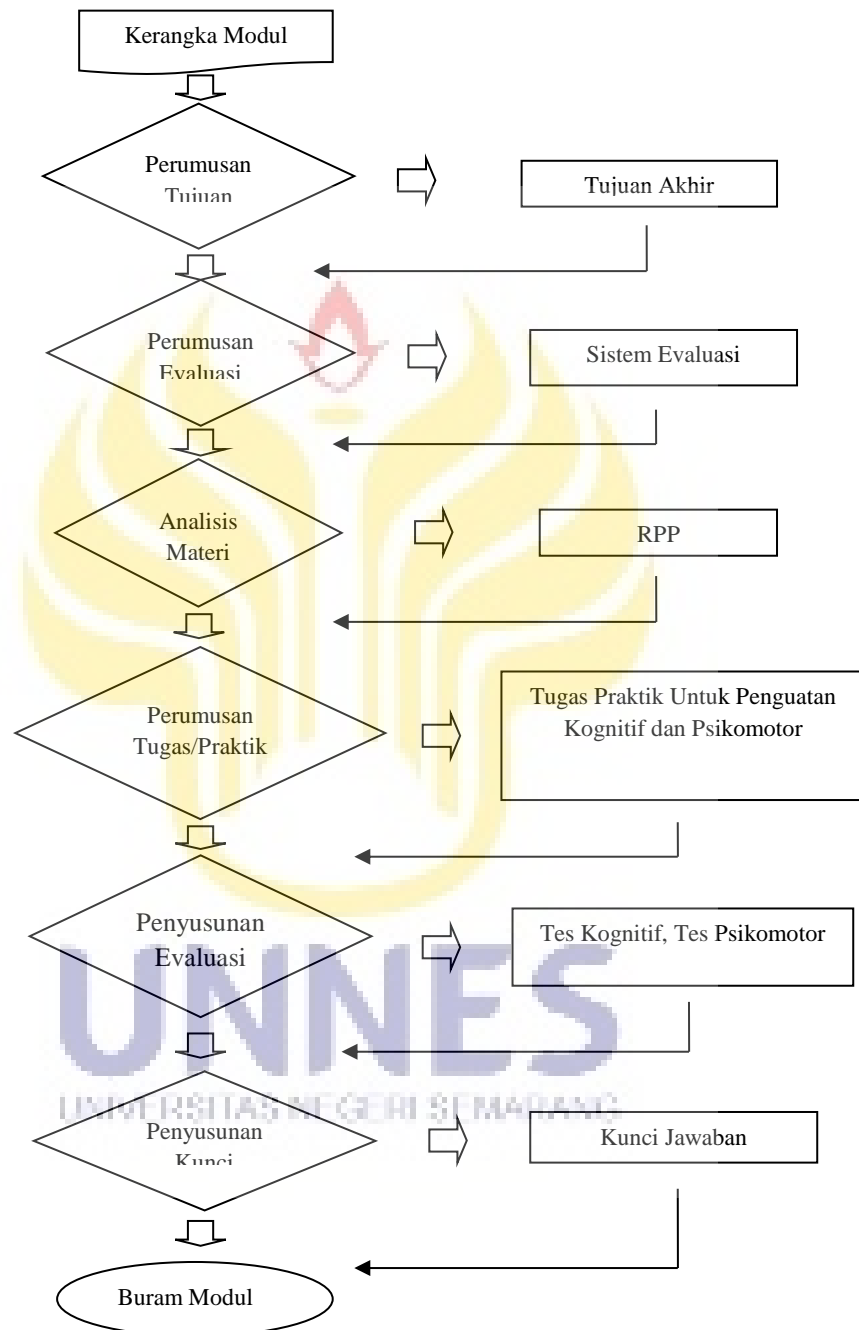 Kerangka Modul
Perumusan
Tujuan
Tujuan Akhir
Perumusan
Evaluasi
Sistem Evaluasi
Analisis
Materi
RPP
Perumusan
Tugas/Praktik
Tugas Praktik Untuk Penguatan
Kognitif dan Psikomotor
Penyusunan
Evaluasi
Tes Kognitif, Tes Psikomotor
UNNES
UNIVERSITAS NEGERI SEMARANG
Penyusunan
Kunci
Kunci Jawaban
Buram Modul